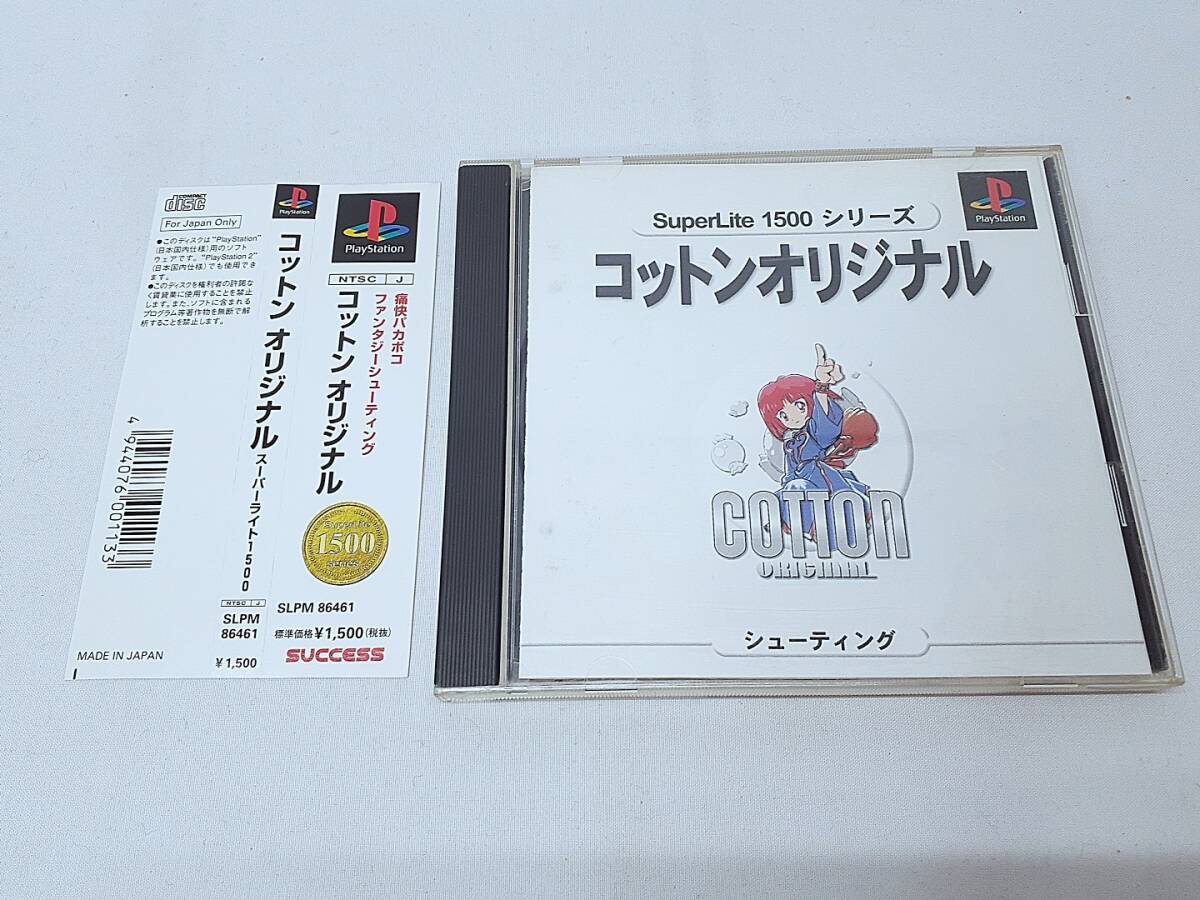 COMPACT
disc
For Japan Only
●このディスクは"PlayStation"
(日本国内仕様)用のソフト
ウェアです。"PlayStation 2"
(日本国内仕様)でも使用でき
ます。
●このディスクを権利者の許諾な
く賃貸業に使用することを禁止
します。また、ソフトに含まれる
プログラム等著作物を無断で解
析することを禁止します。
4 944076 001133
MADE IN JAPAN
PlayStation
コットン オリジナル スーパーライト1500
NTSC J
SLPM
86461
¥1,500
PlayStation
NTSC J
痛快パカポコ
ファンタジーシューティング
コットン オリジナル
SuperLite
1500
series
SLPM 86461
標準価格¥1,500(税抜)
SUCCESS
SuperLite 1500 シリーズ
PlayStation
コットンオリジナル
COTTON
ORIGINAL
シューティング